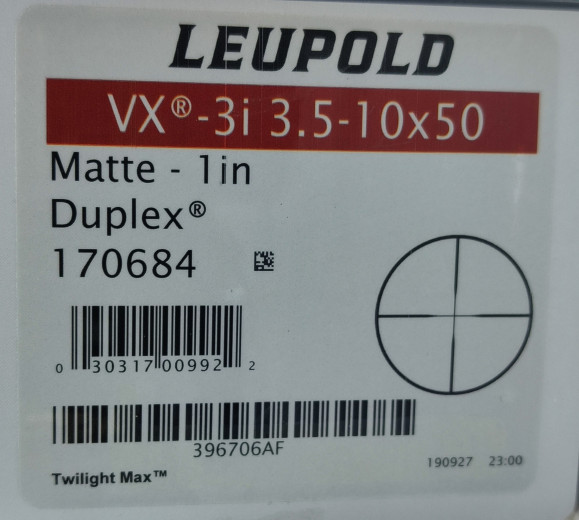 LEUPOLD
VX®-3i 3.5-10x50
Matte - 1in
Duplex®
170684
0 30317 00992 2
396706AF
190927 23:00
Twilight Max™